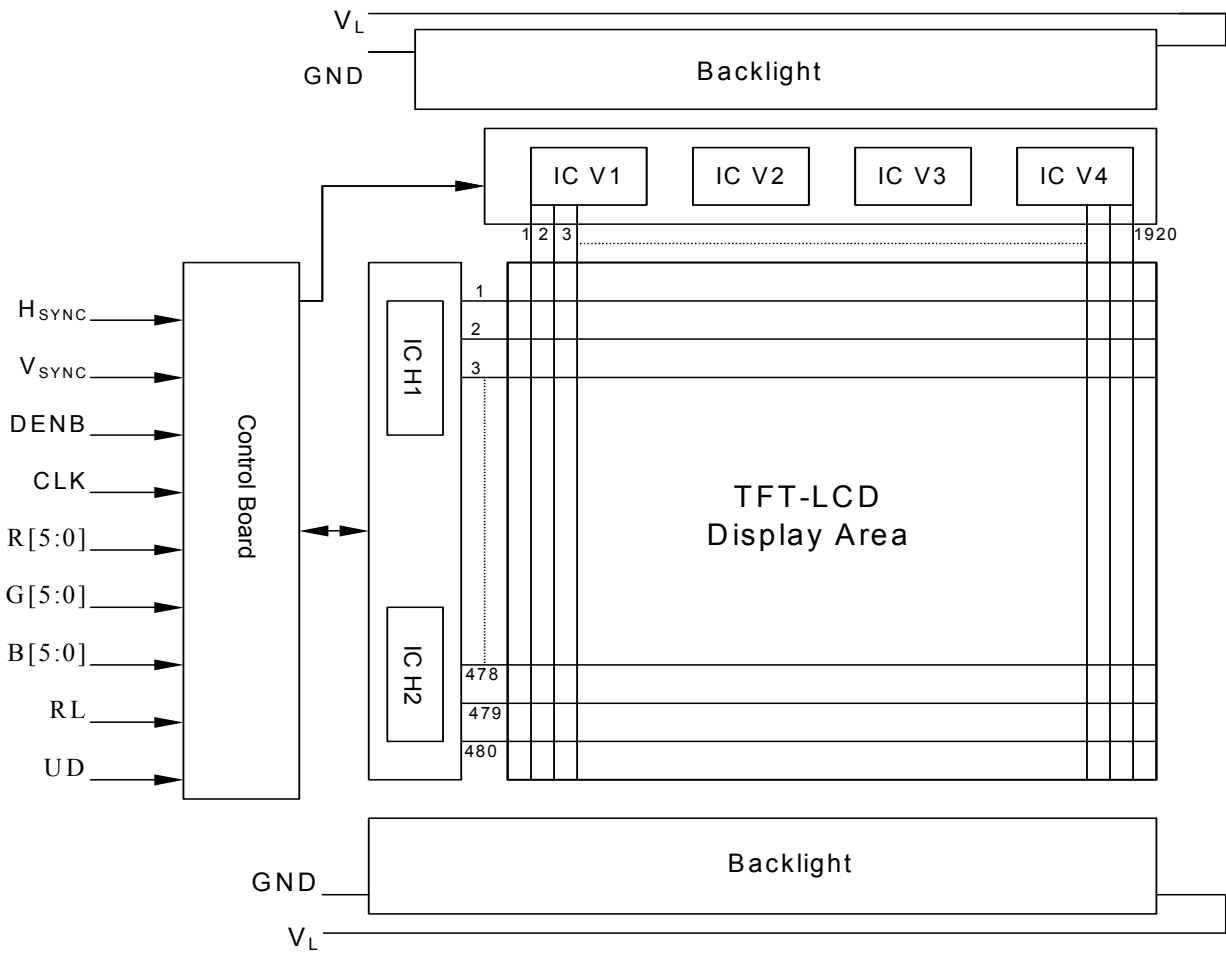 VL
GND
Backlight
IC V1 IC V2 IC V3 IC V4
1 2 3 1920
HSYNC
VSYNC
DENB
CLK
R[5:0]
G[5:0]
B[5:0]
RL
UD
Control Board
IC H1
IC H2
1
2
3
478
479
480
TFT-LCD
Display Area
Backlight
GND
VL